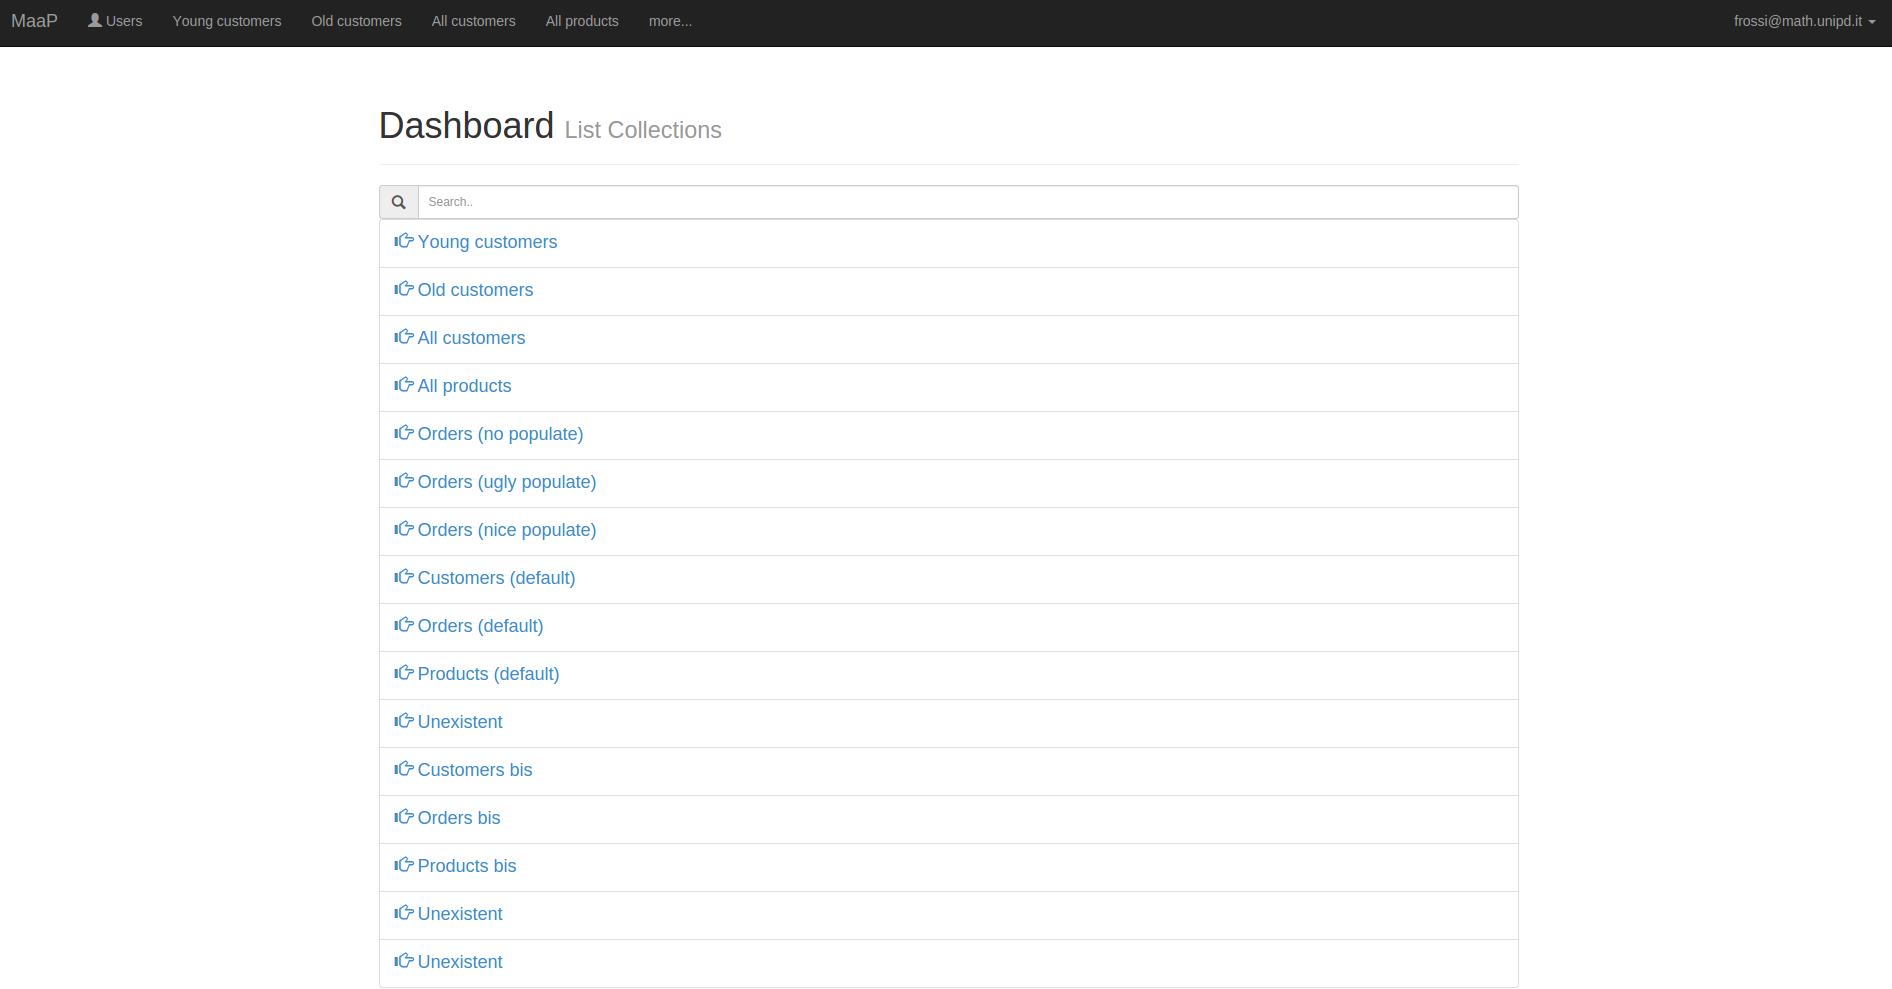 MaaP Users Young customers Old customers All customers All products more... frossi@math.unipd.it
Dashboard List Collections
Search..
Young customers
Old customers
All customers
All products
Orders (no populate)
Orders (ugly populate)
Orders (nice populate)
Customers (default)
Orders (default)
Products (default)
Unexistent
Customers bis
Orders bis
Products bis
Unexistent
Unexistent